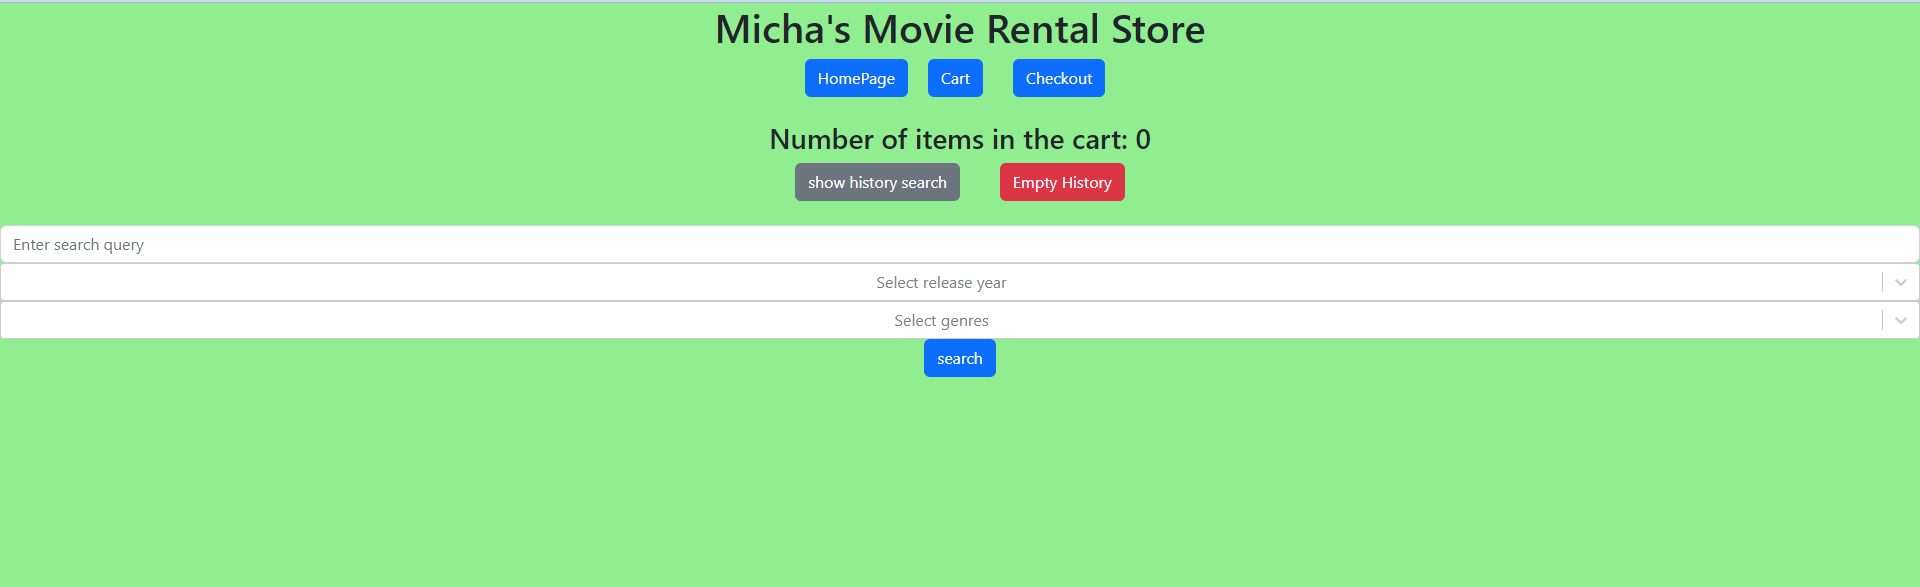 Micha's Movie Rental Store
HomePage Cart Checkout
Number of items in the cart: 0
show history search Empty History
Enter search query
Select release year
Select genres
search